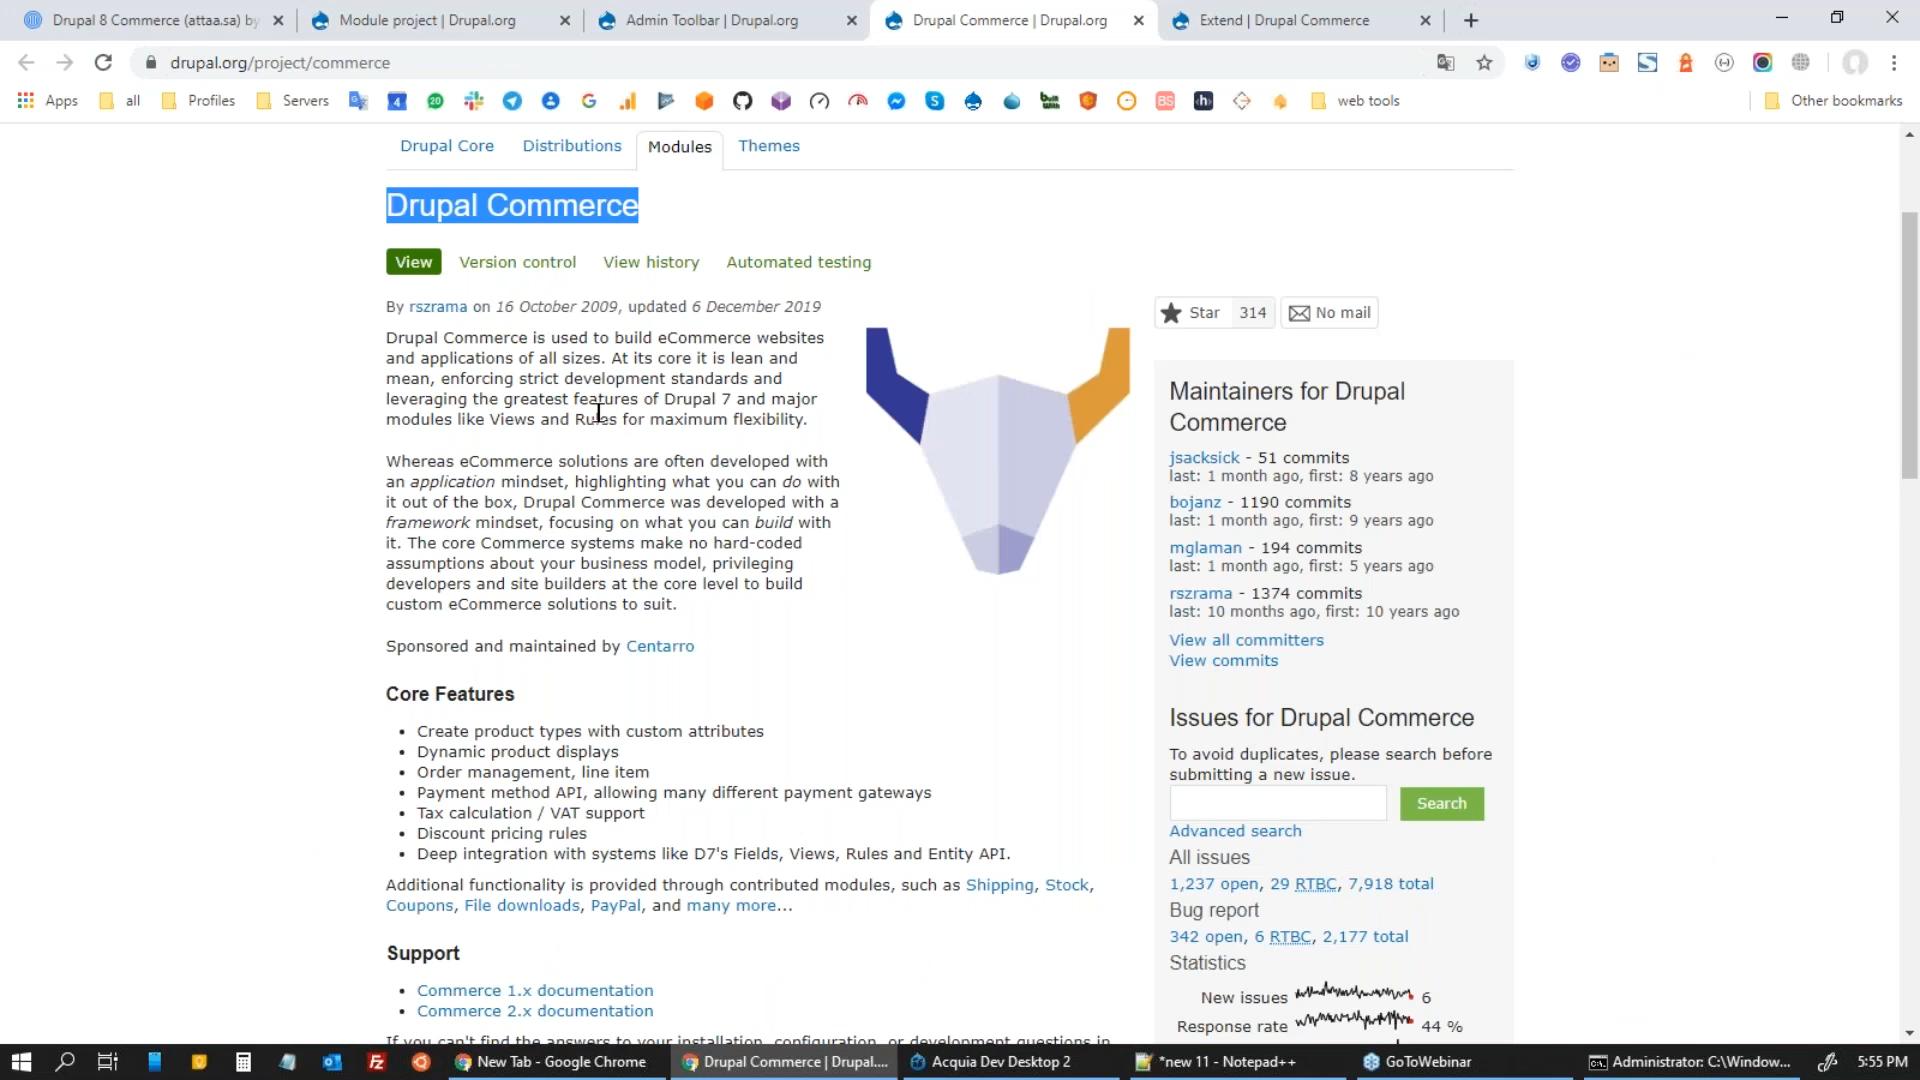 Drupal 8 Commerce (attaa.sa) by
Module project | Drupal.org
Admin Toolbar | Drupal.org
Drupal Commerce | Drupal.org
Extend | Drupal Commerce
drupal.org/project/commerce
Apps
all
Profiles
Servers
web tools
Other bookmarks
Drupal Core
Distributions
Modules
Themes
Drupal Commerce
View
Version control
View history
Automated testing
By rszrama on 16 October 2009, updated 6 December 2019
Drupal Commerce is used to build eCommerce websites
and applications of all sizes. At its core it is lean and
mean, enforcing strict development standards and
leveraging the greatest features of Drupal 7 and major
modules like Views and Rules for maximum flexibility.
Whereas eCommerce solutions are often developed with
an application mindset, highlighting what you can do with
it out of the box, Drupal Commerce was developed with a
framework mindset, focusing on what you can build with
it. The core Commerce systems make no hard-coded
assumptions about your business model, privileging
developers and site builders at the core level to build
custom eCommerce solutions to suit.
Sponsored and maintained by Centarro
Core Features
• Create product types with custom attributes
• Dynamic product displays
• Order management, line item
• Payment method API, allowing many different payment gateways
• Tax calculation / VAT support
• Discount pricing rules
• Deep integration with systems like D7's Fields, Views, Rules and Entity API.
Additional functionality is provided through contributed modules, such as Shipping, Stock,
Coupons, File downloads, PayPal, and many more...
Support
• Commerce 1.x documentation
• Commerce 2.x documentation
If you can't find the answers to your installation, configuration, or development questions in
Star 314
No mail
Maintainers for Drupal
Commerce
jsacksick - 51 commits
last: 1 month ago, first: 8 years ago
bojanz - 1190 commits
last: 1 month ago, first: 9 years ago
mglaman - 194 commits
last: 1 month ago, first: 5 years ago
rszrama - 1374 commits
last: 10 months ago, first: 10 years ago
View all committers
View commits
Issues for Drupal Commerce
To avoid duplicates, please search before
submitting a new issue.
Search
Advanced search
All issues
1,237 open, 29 RTBC, 7,918 total
Bug report
342 open, 6 RTBC, 2,177 total
Statistics
New issues 6
Response rate 44 %
New Tab - Google Chrome
Drupal Commerce | Drupal....
Acquia Dev Desktop 2
*new 11 - Notepad++
GoToWebinar
Administrator: C:\Window...
5:55 PM